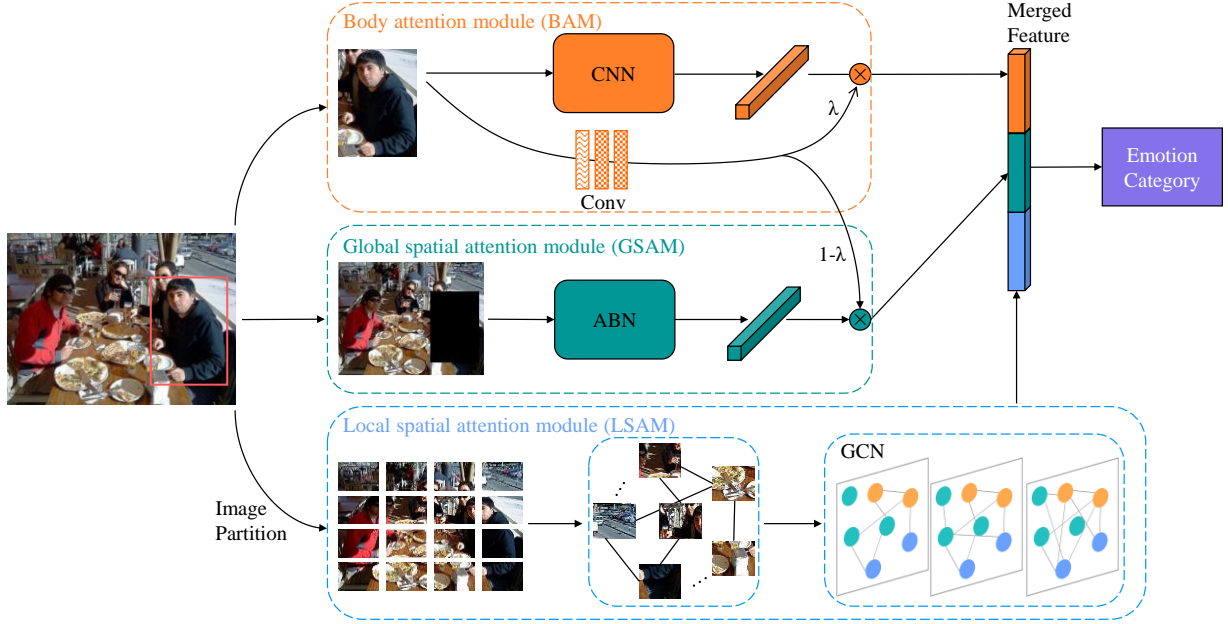 Body attention module (BAM)
CNN
λ
Conv
Merged
Feature
Emotion
Category
Global spatial attention module (GSAM)
1-λ
ABN
Local spatial attention module (LSAM)
Image
Partition
GCN